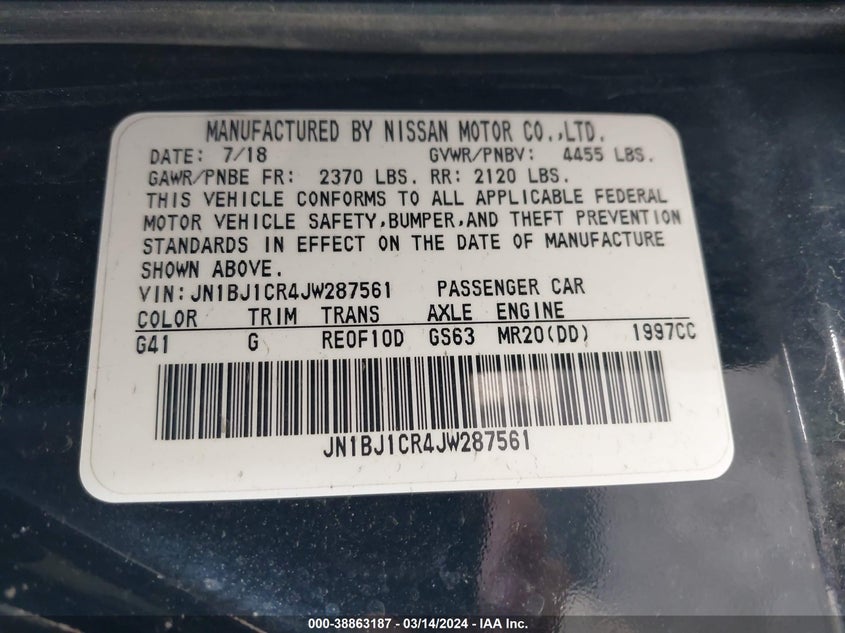 MANUFACTURED BY NISSAN MOTOR CO.,LTD.
DATE: 7/18 GVWR/PNBV: 4455 LBS.
GAWR/PNBE FR: 2370 LBS. RR: 2120 LBS.
THIS VEHICLE CONFORMS TO ALL APPLICABLE FEDERAL
MOTOR VEHICLE SAFETY,BUMPER,AND THEFT PREVENTION
STANDARDS IN EFFECT ON THE DATE OF MANUFACTURE
SHOWN ABOVE.
VIN:JN1BJ1CR4JW287561 PASSENGER CAR
COLOR TRIM TRANS AXLE ENGINE
G41 G RE0F10D GS63 MR20(DD) 1997CC
JN1BJ1CR4JW287561
000-38863187 - 03/14/2024 - IAA Inc.